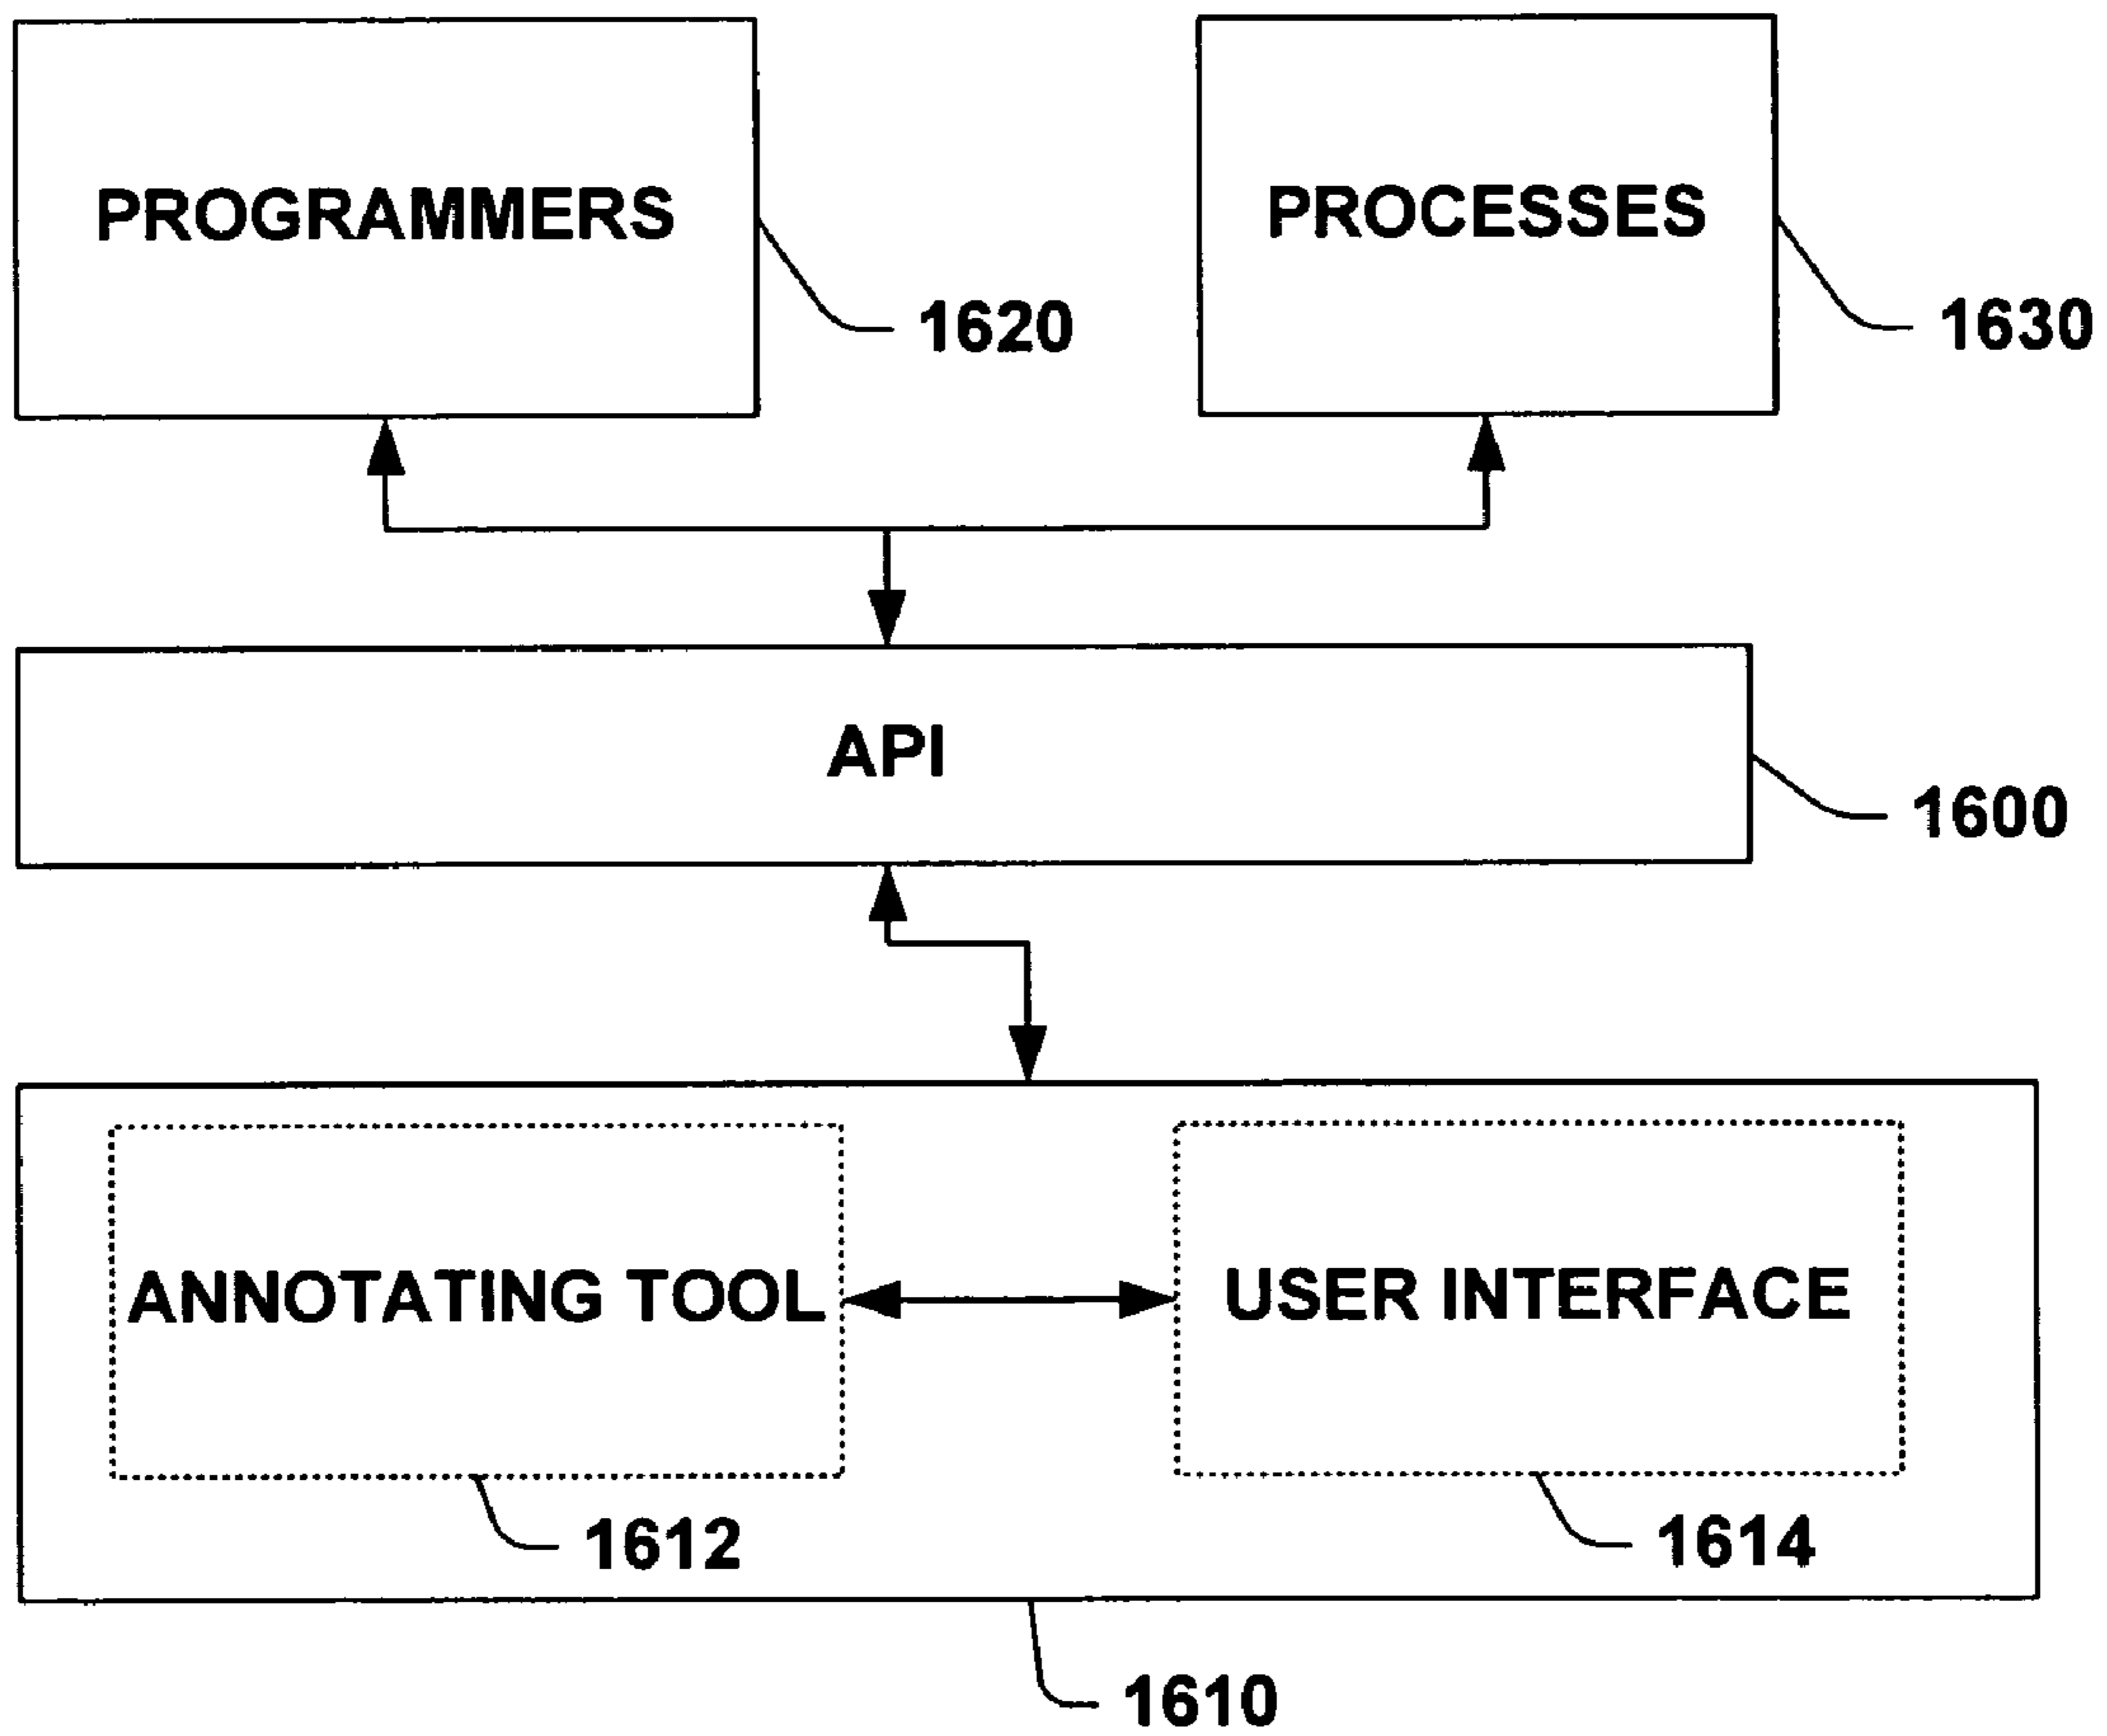 PROGRAMMERS
PROCESSES
1620
1630
API
1600
ANNOTATING TOOL
USER INTERFACE
1612
1614
1610